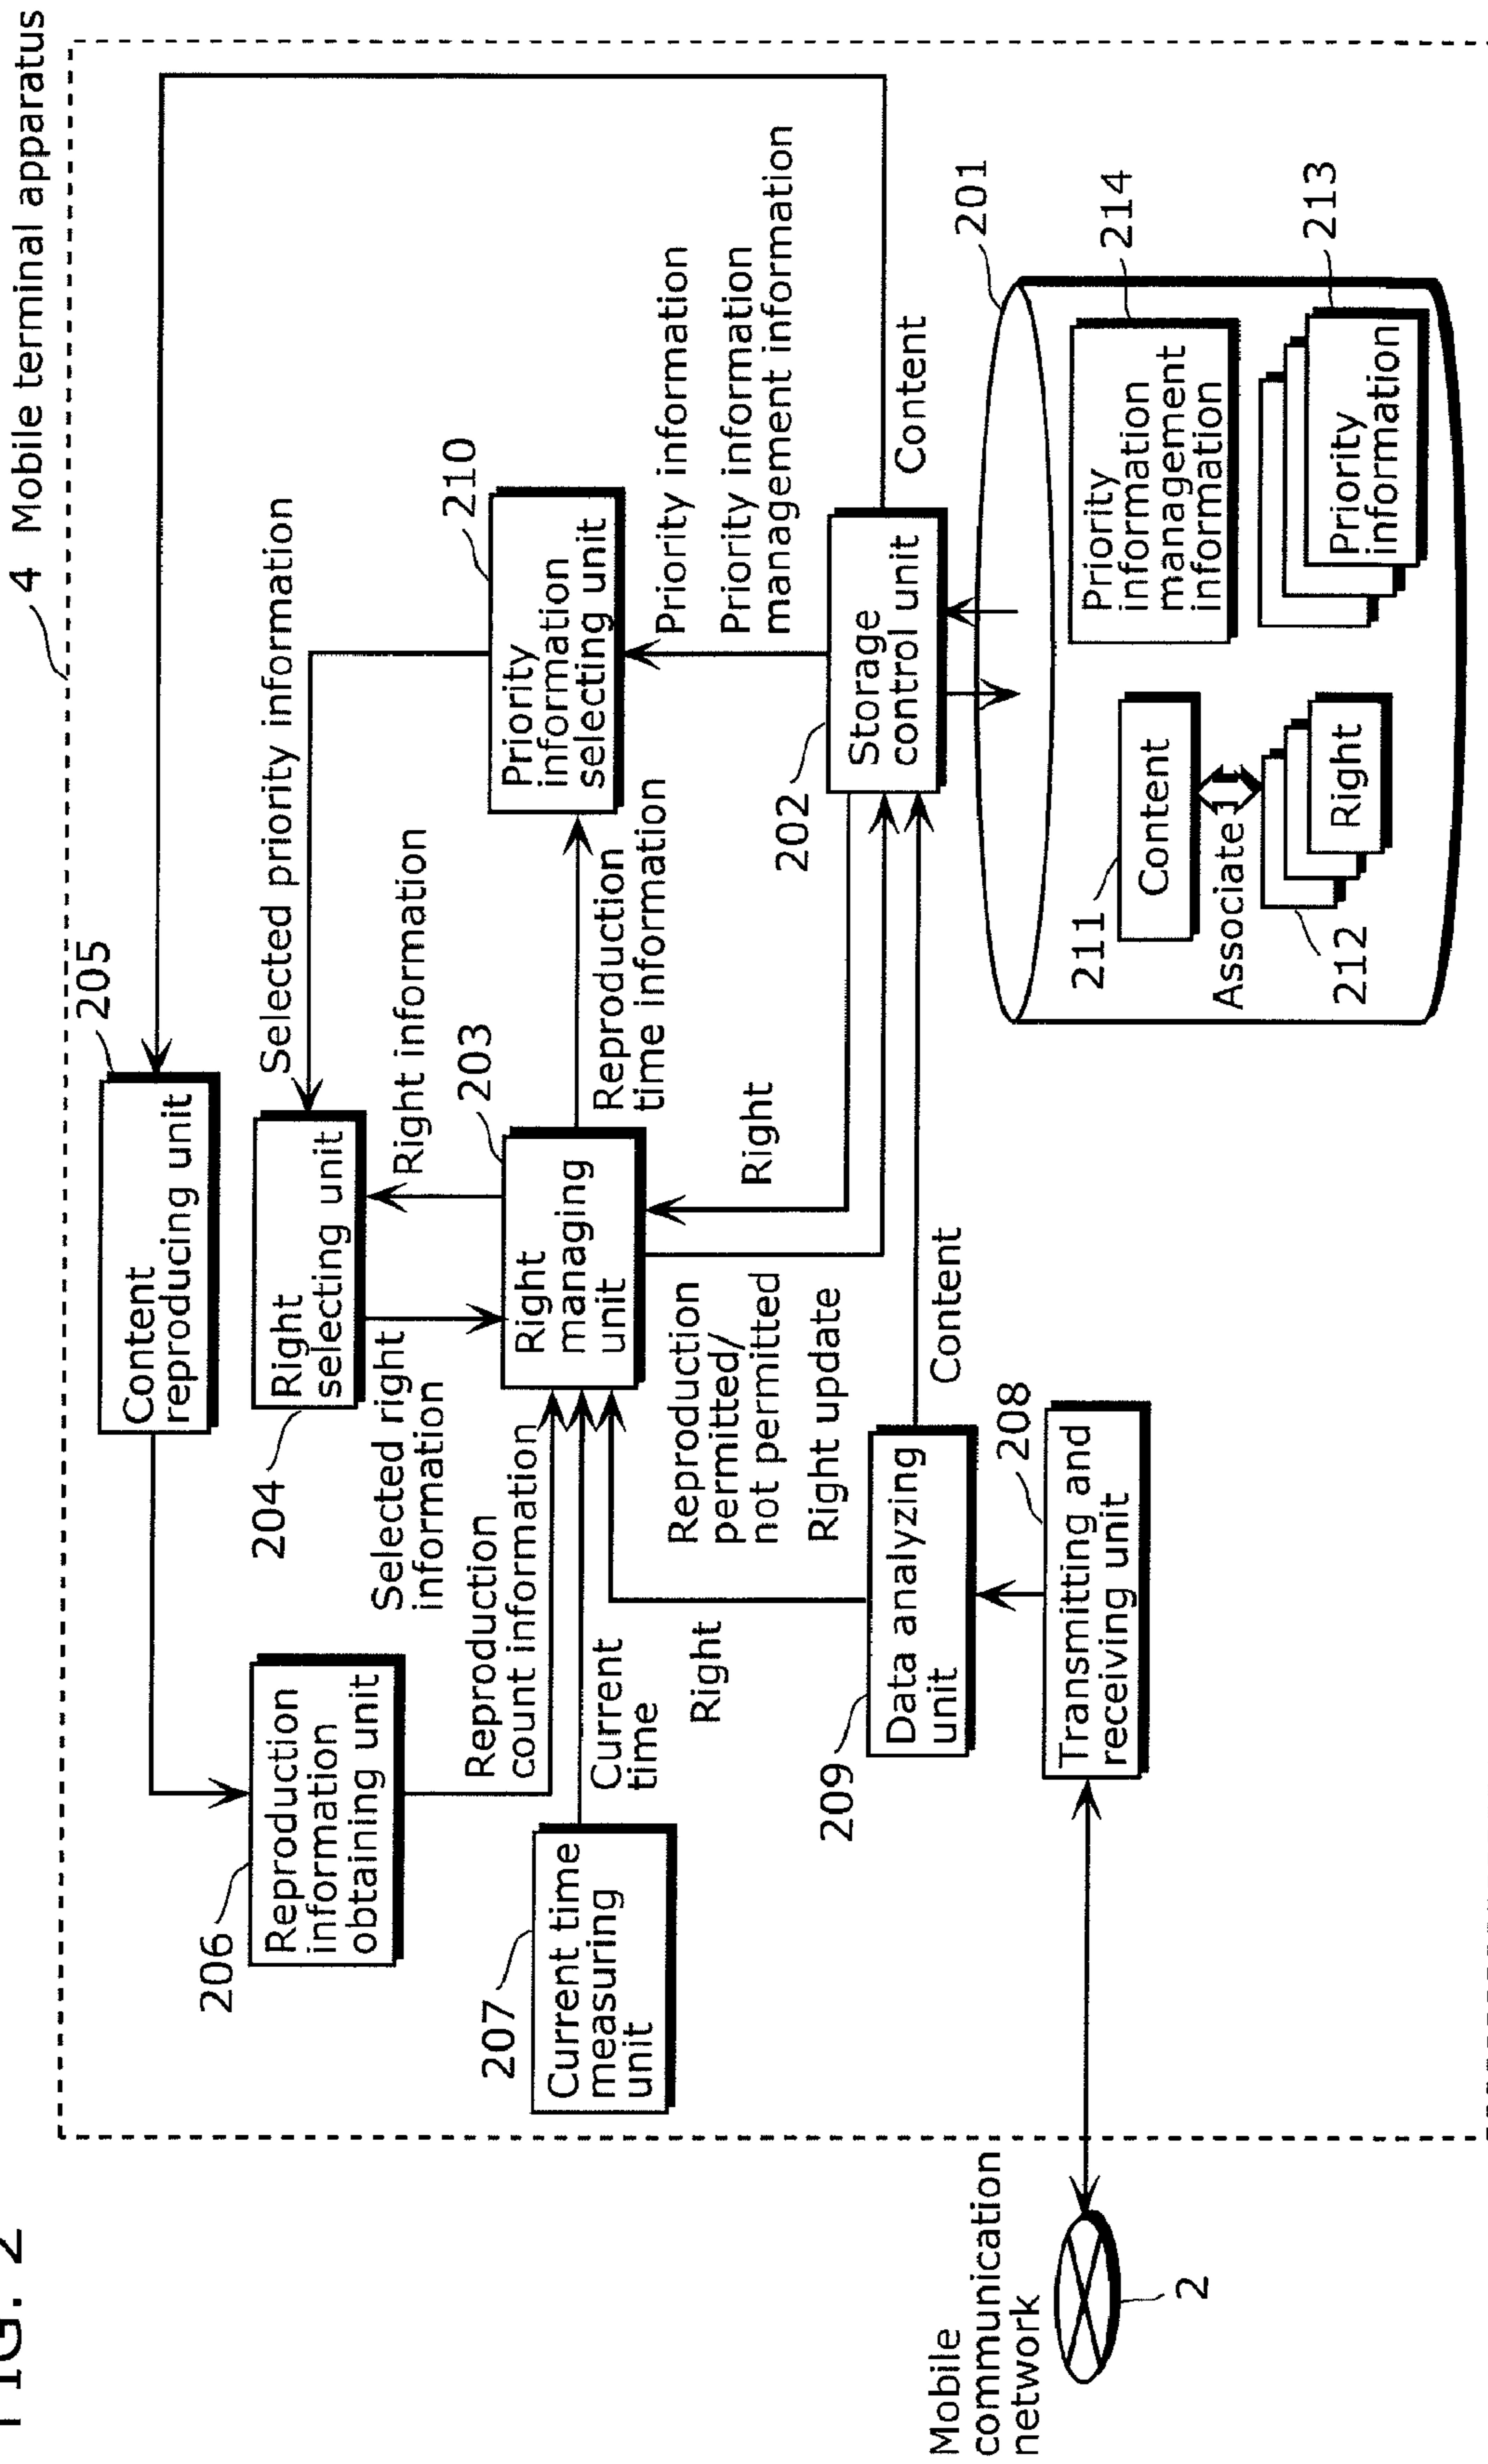 FIG. 2
4 Mobile terminal apparatus
205
Content
reproducing unit
206
Reproduction
information
obtaining unit
204
Right
selecting unit
Selected priority information
Right information
Selected right
information
Reproduction
count information
203
Right
managing
unit
210
Priority
information
selecting unit
Reproduction
time information
Priority information
Priority information
management information
207
Current time
measuring
unit
Current
time
Right
Reproduction
permitted/
not permitted
Right update
Right
202
Storage
control unit
Content
209
Data analyzing
unit
Content
208
Transmitting and
receiving unit
Mobile
communication
network
2
201
211
Content
Associate
212
Right
214
Priority
information
management
information
213
Priority
information